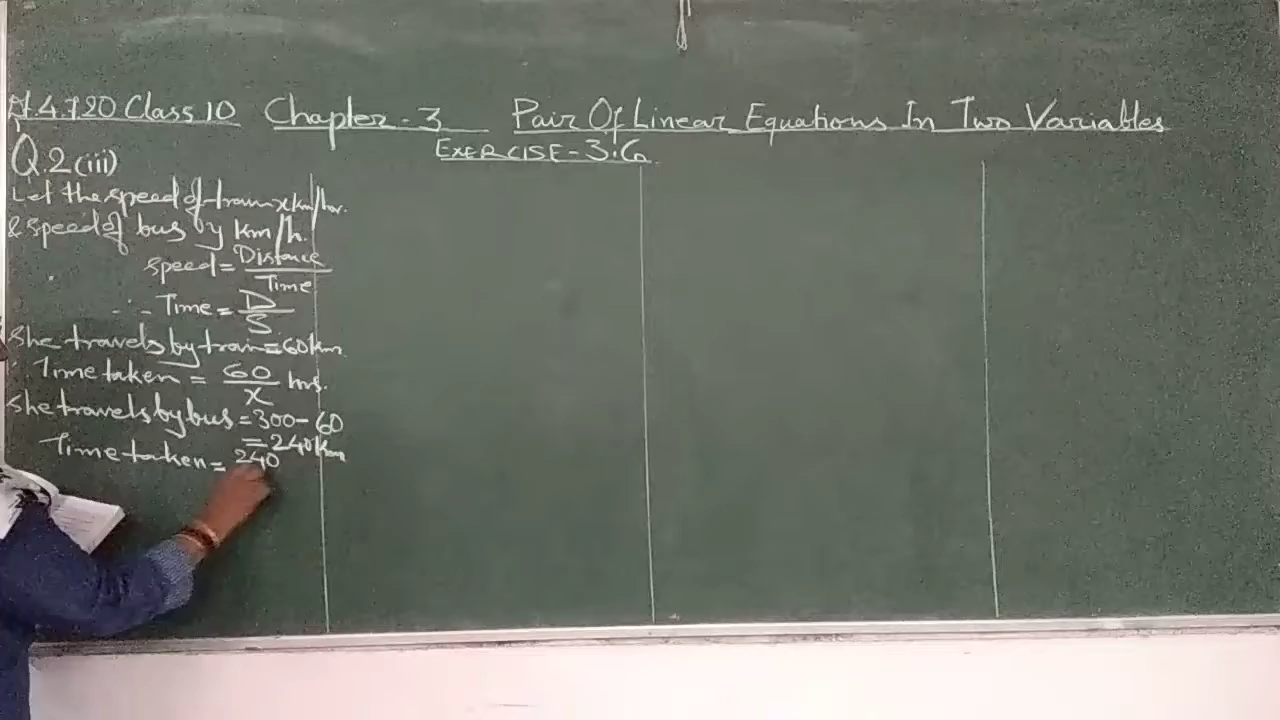 Dt.4.7.20 Class 10 Chapter-3 Pair Of Linear Equations In Two Variables
EXERCISE-3.6
Q.2(iii)
Let the speed of train x km/hr.
& speed of bus by km/h.
speed = Distance/Time
∴ Time = D/S
She travels by train = 60 km
∴ Time taken = 60/x hrs.
She travels by bus = 300 - 60
= 240 km
Time taken = 240